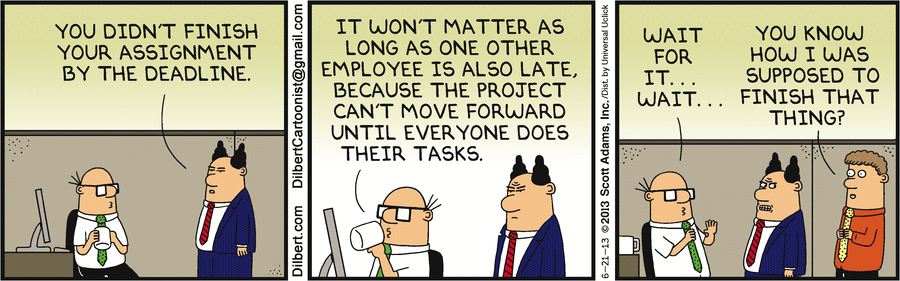 YOU DIDN'T FINISH
YOUR ASSIGNMENT
BY THE DEADLINE.
Dilbert.com DilbertCartoonist@gmail.com
IT WON'T MATTER AS
LONG AS ONE OTHER
EMPLOYEE IS ALSO LATE,
BECAUSE THE PROJECT
CAN'T MOVE FORWARD
UNTIL EVERYONE DOES
THEIR TASKS.
6-21-13 © 2013 Scott Adams, Inc. /Dist. by Universal Uclick
WAIT
FOR
IT...
WAIT...
YOU KNOW
HOW I WAS
SUPPOSED TO
FINISH THAT
THING?